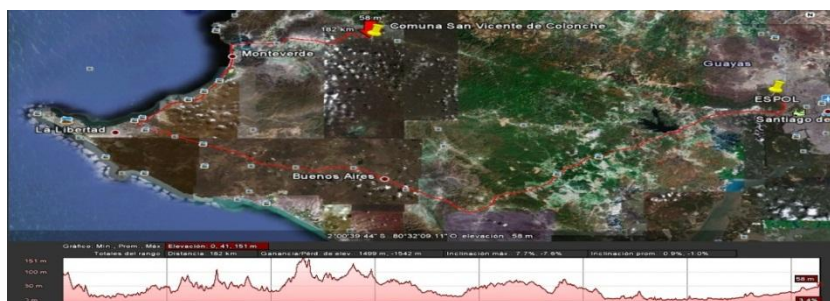 58 m
Comuna San Vicente de Colonche
182 km
Monteverde
Guayas
ESPOL
Santiago de
La Libertad
Buenos Aires
2°00'39.44" S 80°32'09.11" O elevación 58 m
Gráfico: Mín., Prom., Máx. Elevación: 0, 41, 151 m
Totales del rango Distancia: 182 km Ganancia/Pérd. de elev. 1499 m, -1542 m Inclinación máx. 7.7%, -7.6% Inclinación prom. 0.9%, -1.0%
151 m
100 m
50 m
58 m